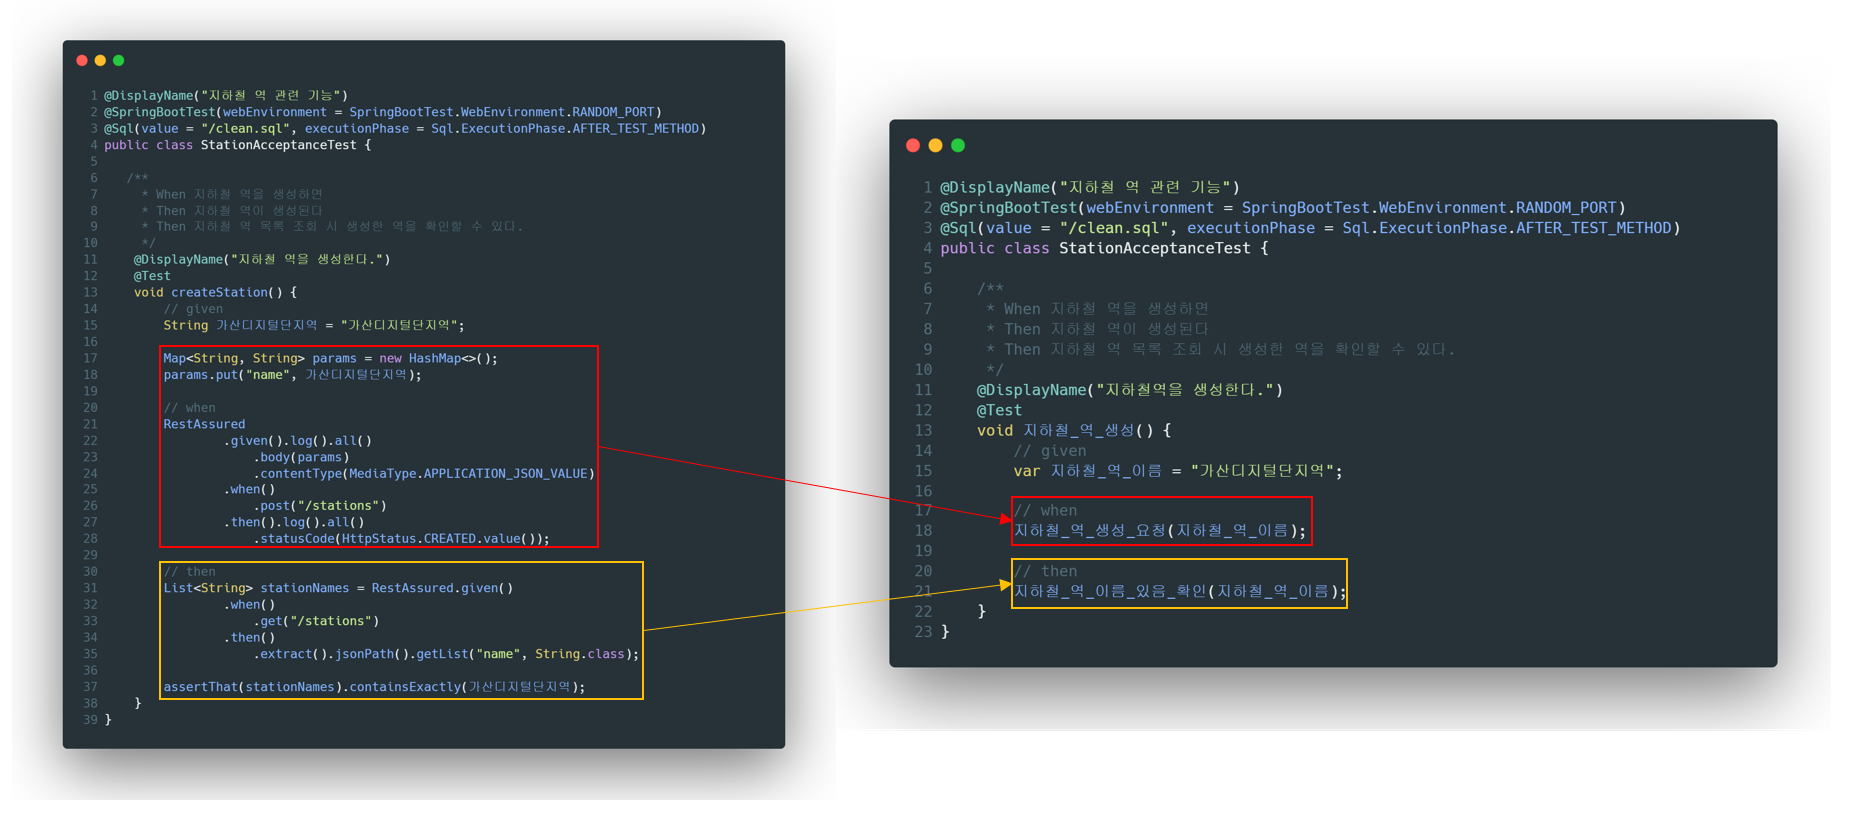 1 @DisplayName("지하철 역 관련 기능")
2 @SpringBootTest(webEnvironment = SpringBootTest.WebEnvironment.RANDOM_PORT)
3 @Sql(value = "/clean.sql", executionPhase = Sql.ExecutionPhase.AFTER_TEST_METHOD)
4 public class StationAcceptanceTest {
5
6 /**
7 * When 지하철 역을 생성하면
8 * Then 지하철 역이 생성된다
9 * Then 지하철 역 목록 조회 시 생성한 역을 확인할 수 있다.
10 */
11 @DisplayName("지하철 역을 생성한다.")
12 @Test
13 void createStation() {
14 // given
15 String 가산디지털단지역 = "가산디지털단지역";
16
17 Map<String, String> params = new HashMap<>();
18 params.put("name", 가산디지털단지역);
19
20 // when
21 RestAssured
22 .given().log().all()
23 .body(params)
24 .contentType(MediaType.APPLICATION_JSON_VALUE)
25 .when()
26 .post("/stations")
27 .then().log().all()
28 .statusCode(HttpStatus.CREATED.value());
29
30 // then
31 List<String> stationNames = RestAssured.given()
32 .when()
33 .get("/stations")
34 .then()
35 .extract().jsonPath().getList("name", String.class);
36
37 assertThat(stationNames).containsExactly(가산디지털단지역);
38 }
39 }
1 @DisplayName("지하철 역 관련 기능")
2 @SpringBootTest(webEnvironment = SpringBootTest.WebEnvironment.RANDOM_PORT)
3 @Sql(value = "/clean.sql", executionPhase = Sql.ExecutionPhase.AFTER_TEST_METHOD)
4 public class StationAcceptanceTest {
5
6 /**
7 * When 지하철 역을 생성하면
8 * Then 지하철 역이 생성된다
9 * Then 지하철 역 목록 조회 시 생성한 역을 확인할 수 있다.
10 */
11 @DisplayName("지하철역을 생성한다.")
12 @Test
13 void 지하철_역_생성() {
14 // given
15 var 지하철_역_이름 = "가산디지털단지역";
16
17 // when
18 지하철_역_생성_요청(지하철_역_이름);
19
20 // then
21 지하철_역_이름_있음_확인(지하철_역_이름);
22 }
23 }